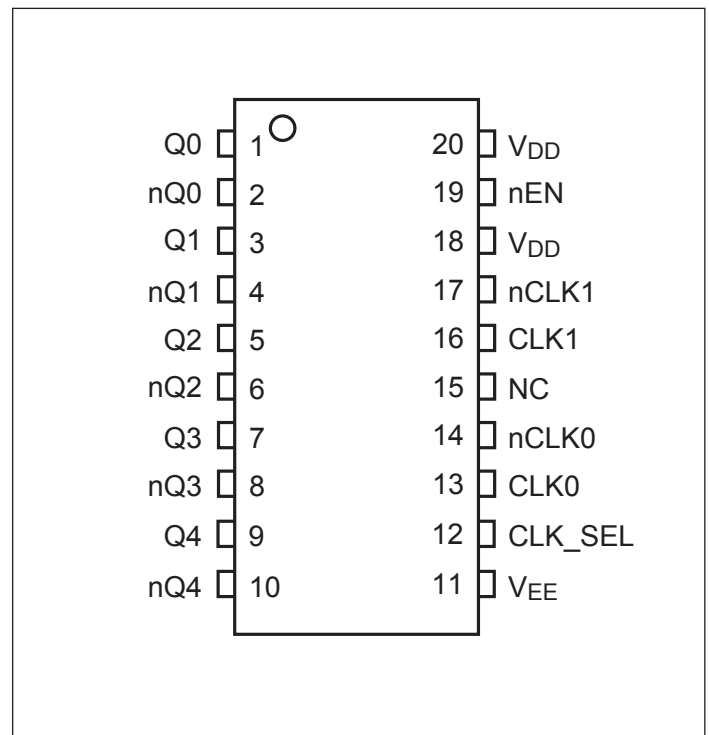 Q0 1 20 VDD
nQ0 2 19 nEN
Q1 3 18 VDD
nQ1 4 17 nCLK1
Q2 5 16 CLK1
nQ2 6 15 NC
Q3 7 14 nCLK0
nQ3 8 13 CLK0
Q4 9 12 CLK_SEL
nQ4 10 11 VEE